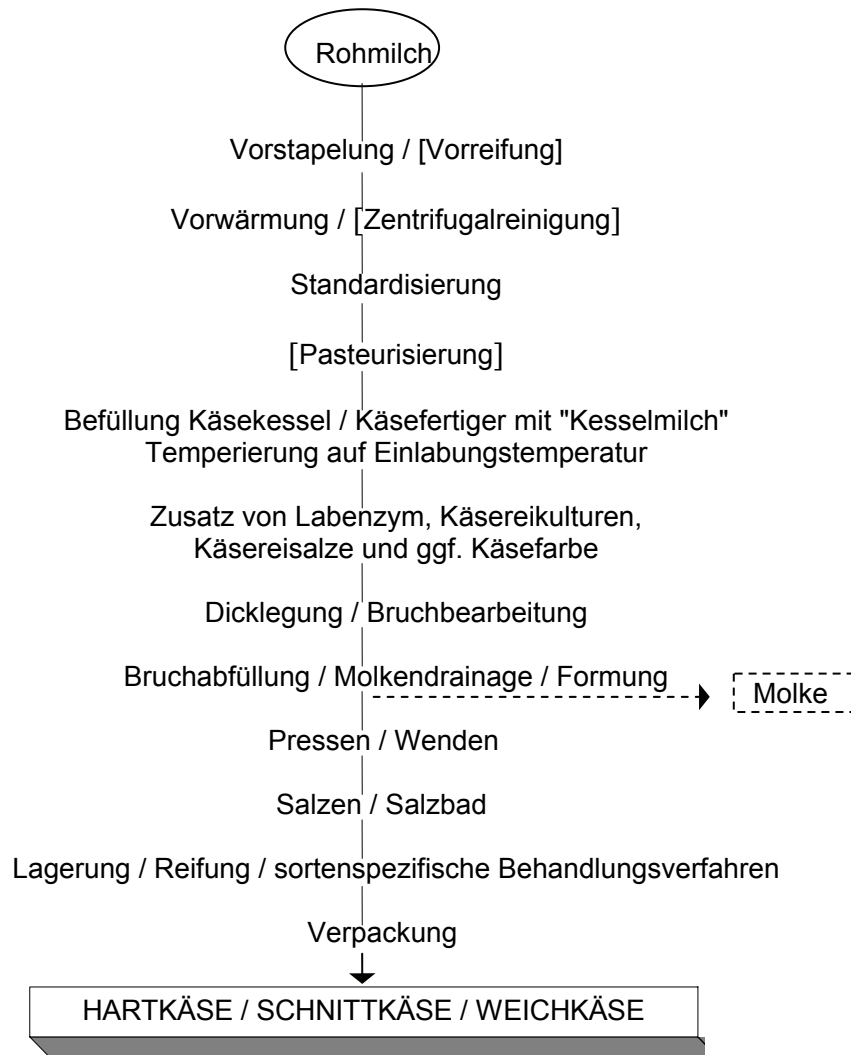 Rohmilch
Vorstapelung / [Vorreifung]
Vorwärmung / [Zentrifugalreinigung]
Standardisierung
[Pasteurisierung]
Befüllung Käsekessel / Käsefertiger mit "Kesselmilch"
Temperierung auf Einlabungstemperatur
Zusatz von Labenzym, Käsereikulturen,
Käsereisalze und ggf. Käsefarbe
Dicklegung / Bruchbearbeitung
Bruchabfüllung / Molkendrainage / Formung
Molke
Pressen / Wenden
Salzen / Salzbad
Lagerung / Reifung / sortenspezifische Behandlungsverfahren
Verpackung
HARTKÄSE / SCHNITTKÄSE / WEICHKÄSE